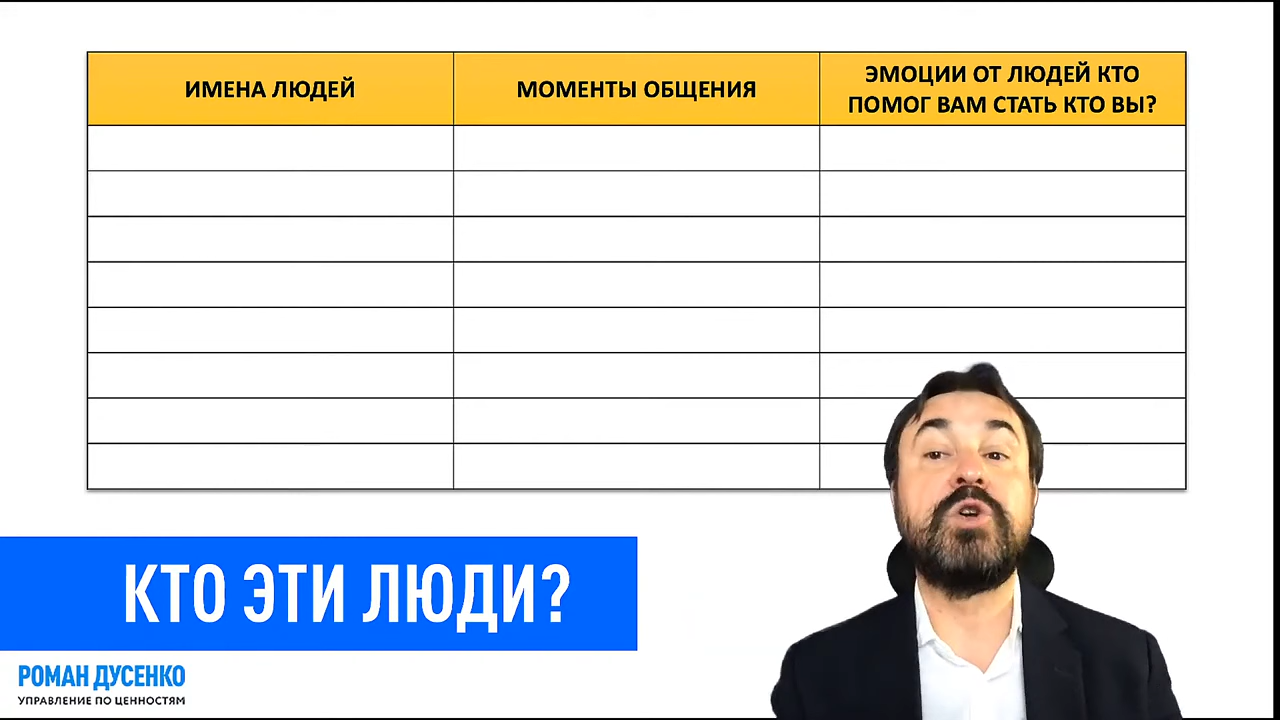 ИМЕНА ЛЮДЕЙ
МОМЕНТЫ ОБЩЕНИЯ
ЭМОЦИИ ОТ ЛЮДЕЙ КТО
ПОМОГ ВАМ СТАТЬ КТО ВЫ?
КТО ЭТИ ЛЮДИ?
РОМАН ДУСЕНКО
УПРАВЛЕНИЕ ПО ЦЕННОСТЯМ